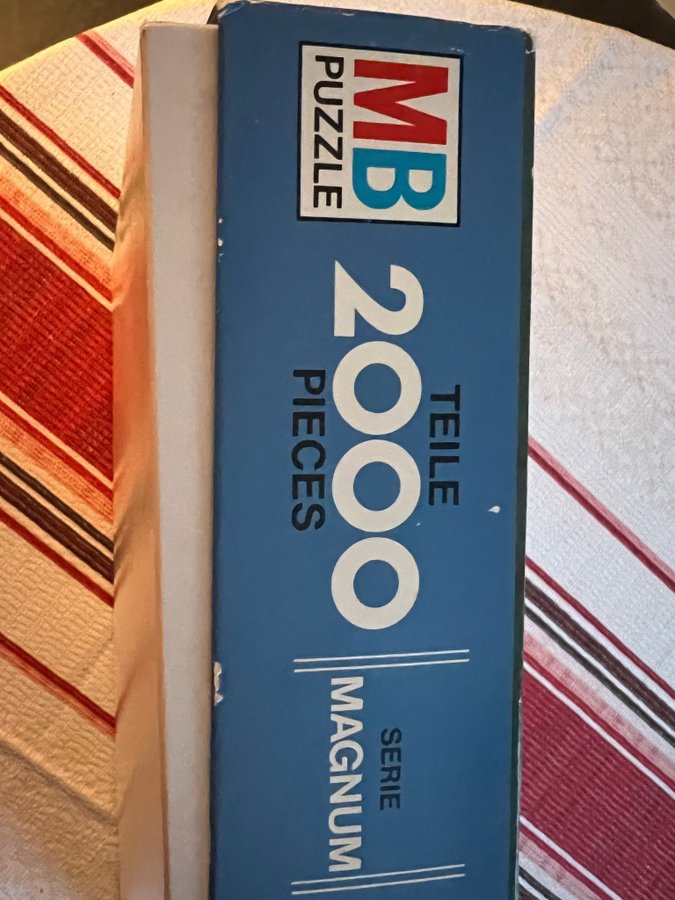 MB
PUZZLE
TEILE
2000
PIECES
SERIE
MAGNUM